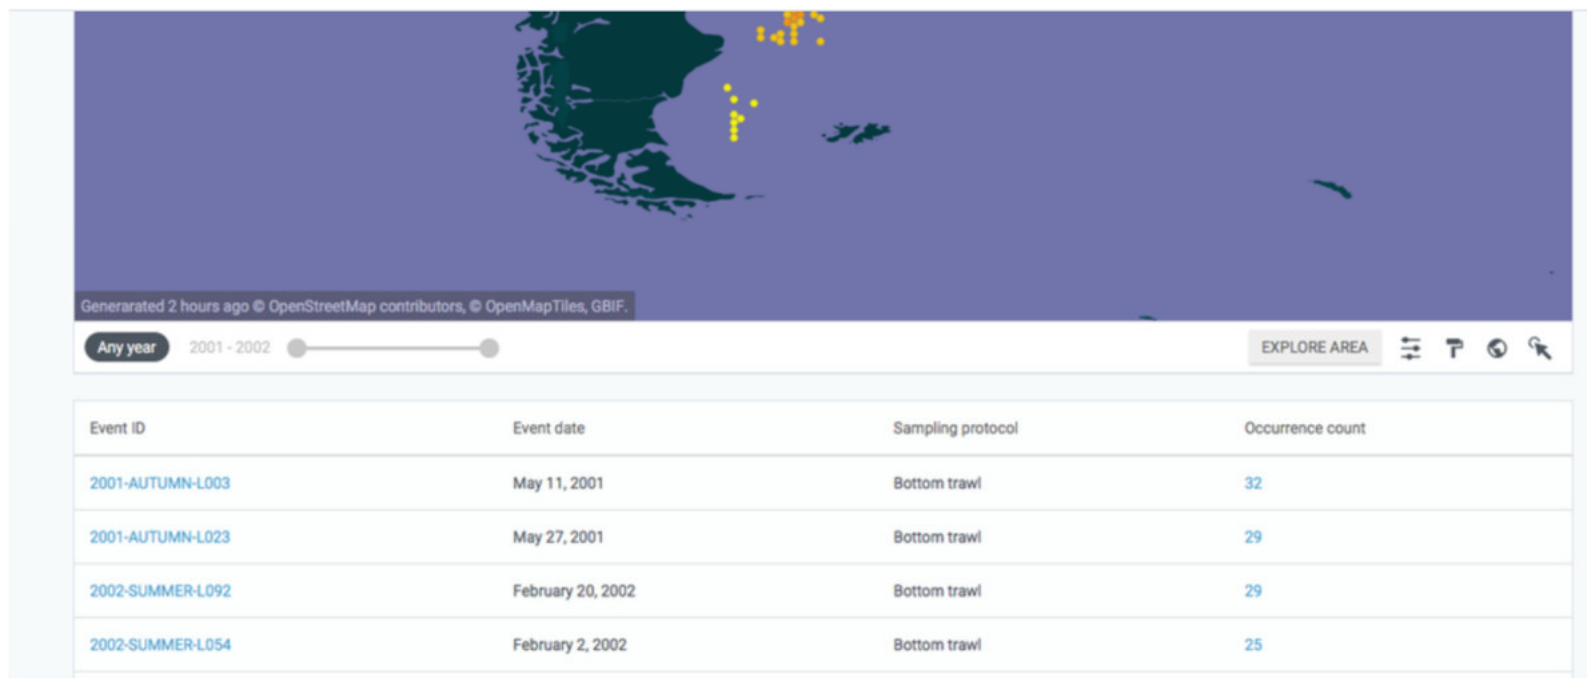 Generarated 2 hours ago © OpenStreetMap contributors, © OpenMapTiles, GBIF.
Any year 2001 - 2002 EXPLORE AREA
Event ID Event date Sampling protocol Occurrence count
2001-AUTUMN-L003 May 11, 2001 Bottom trawl 32
2001-AUTUMN-L023 May 27, 2001 Bottom trawl 29
2002-SUMMER-L092 February 20, 2002 Bottom trawl 29
2002-SUMMER-L054 February 2, 2002 Bottom trawl 25